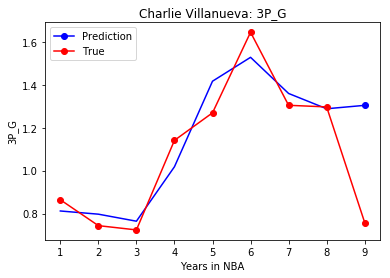 Charlie Villanueva: 3P_G
Prediction
True
1.6
1.4
1.2
1.0
0.8
3P_G
1 2 3 4 5 6 7 8 9
Years in NBA